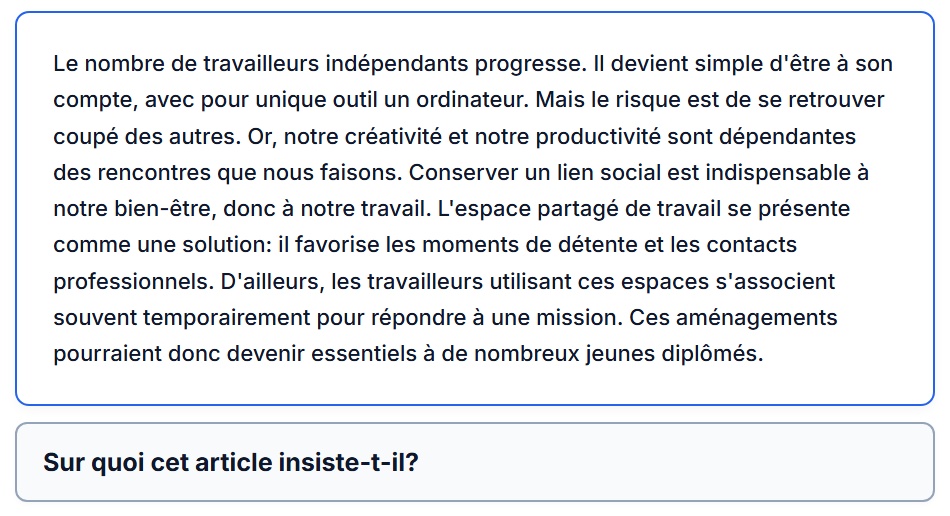 Le nombre de travailleurs indépendants progresse. Il devient simple d'être à son
compte, avec pour unique outil un ordinateur. Mais le risque est de se retrouver
coupé des autres. Or, notre créativité et notre productivité sont dépendantes
des rencontres que nous faisons. Conserver un lien social est indispensable à
notre bien-être, donc à notre travail. L'espace partagé de travail se présente
comme une solution: il favorise les moments de détente et les contacts
professionnels. D'ailleurs, les travailleurs utilisant ces espaces s'associent
souvent temporairement pour répondre à une mission. Ces aménagements
pourraient donc devenir essentiels à de nombreux jeunes diplômés.
Sur quoi cet article insiste-t-il?